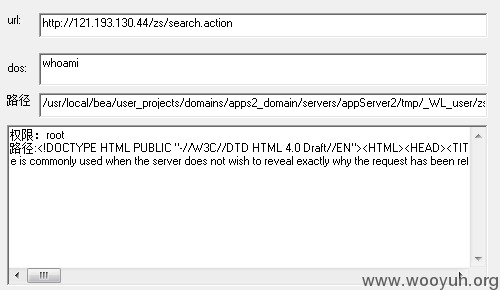 url:
http://121.193.130.44/zs/search.action
dos:
whoami
路径
/usr/local/bea/user_projects/domains/apps2_domain/servers/appServer2/tmp/_WL_user/zs
权限：root
路径:<!DOCTYPE HTML PUBLIC "-//W3C//DTD HTML 4.0 Draft//EN"><HTML><HEAD><TIT
e is commonly used when the server does not wish to reveal exactly why the request has been rel
www.wooyuh.org